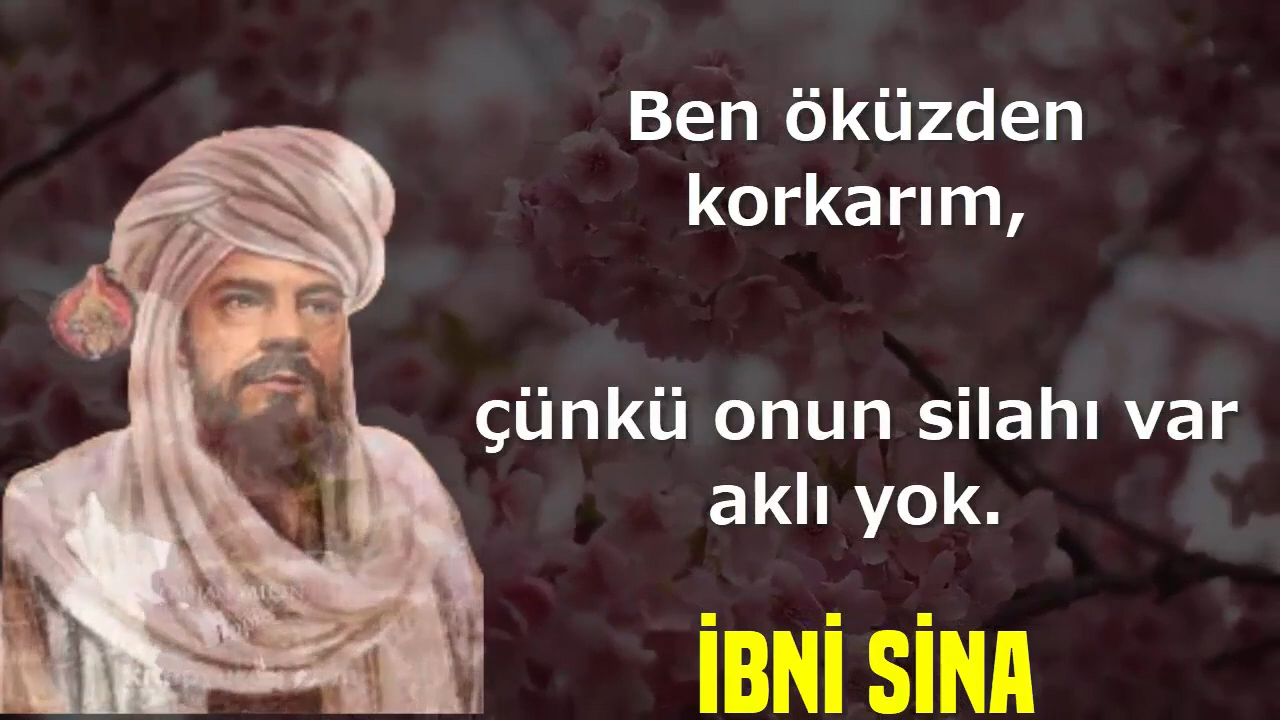 Ben öküzden
korkarım,
çünkü onun silahı var
aklı yok.
İBNİ SİNA